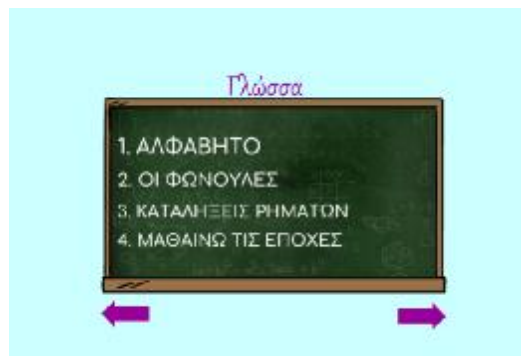 Γλώσσα
1. ΑΛΦΑΒΗΤΟ
2. ΟΙ ΦΩΝΟΥΛΕΣ
3. ΚΑΤΑΛΗΞΕΙΣ ΡΗΜΑΤΩΝ
4. ΜΑΘΑΙΝΩ ΤΙΣ ΕΠΟΧΕΣ